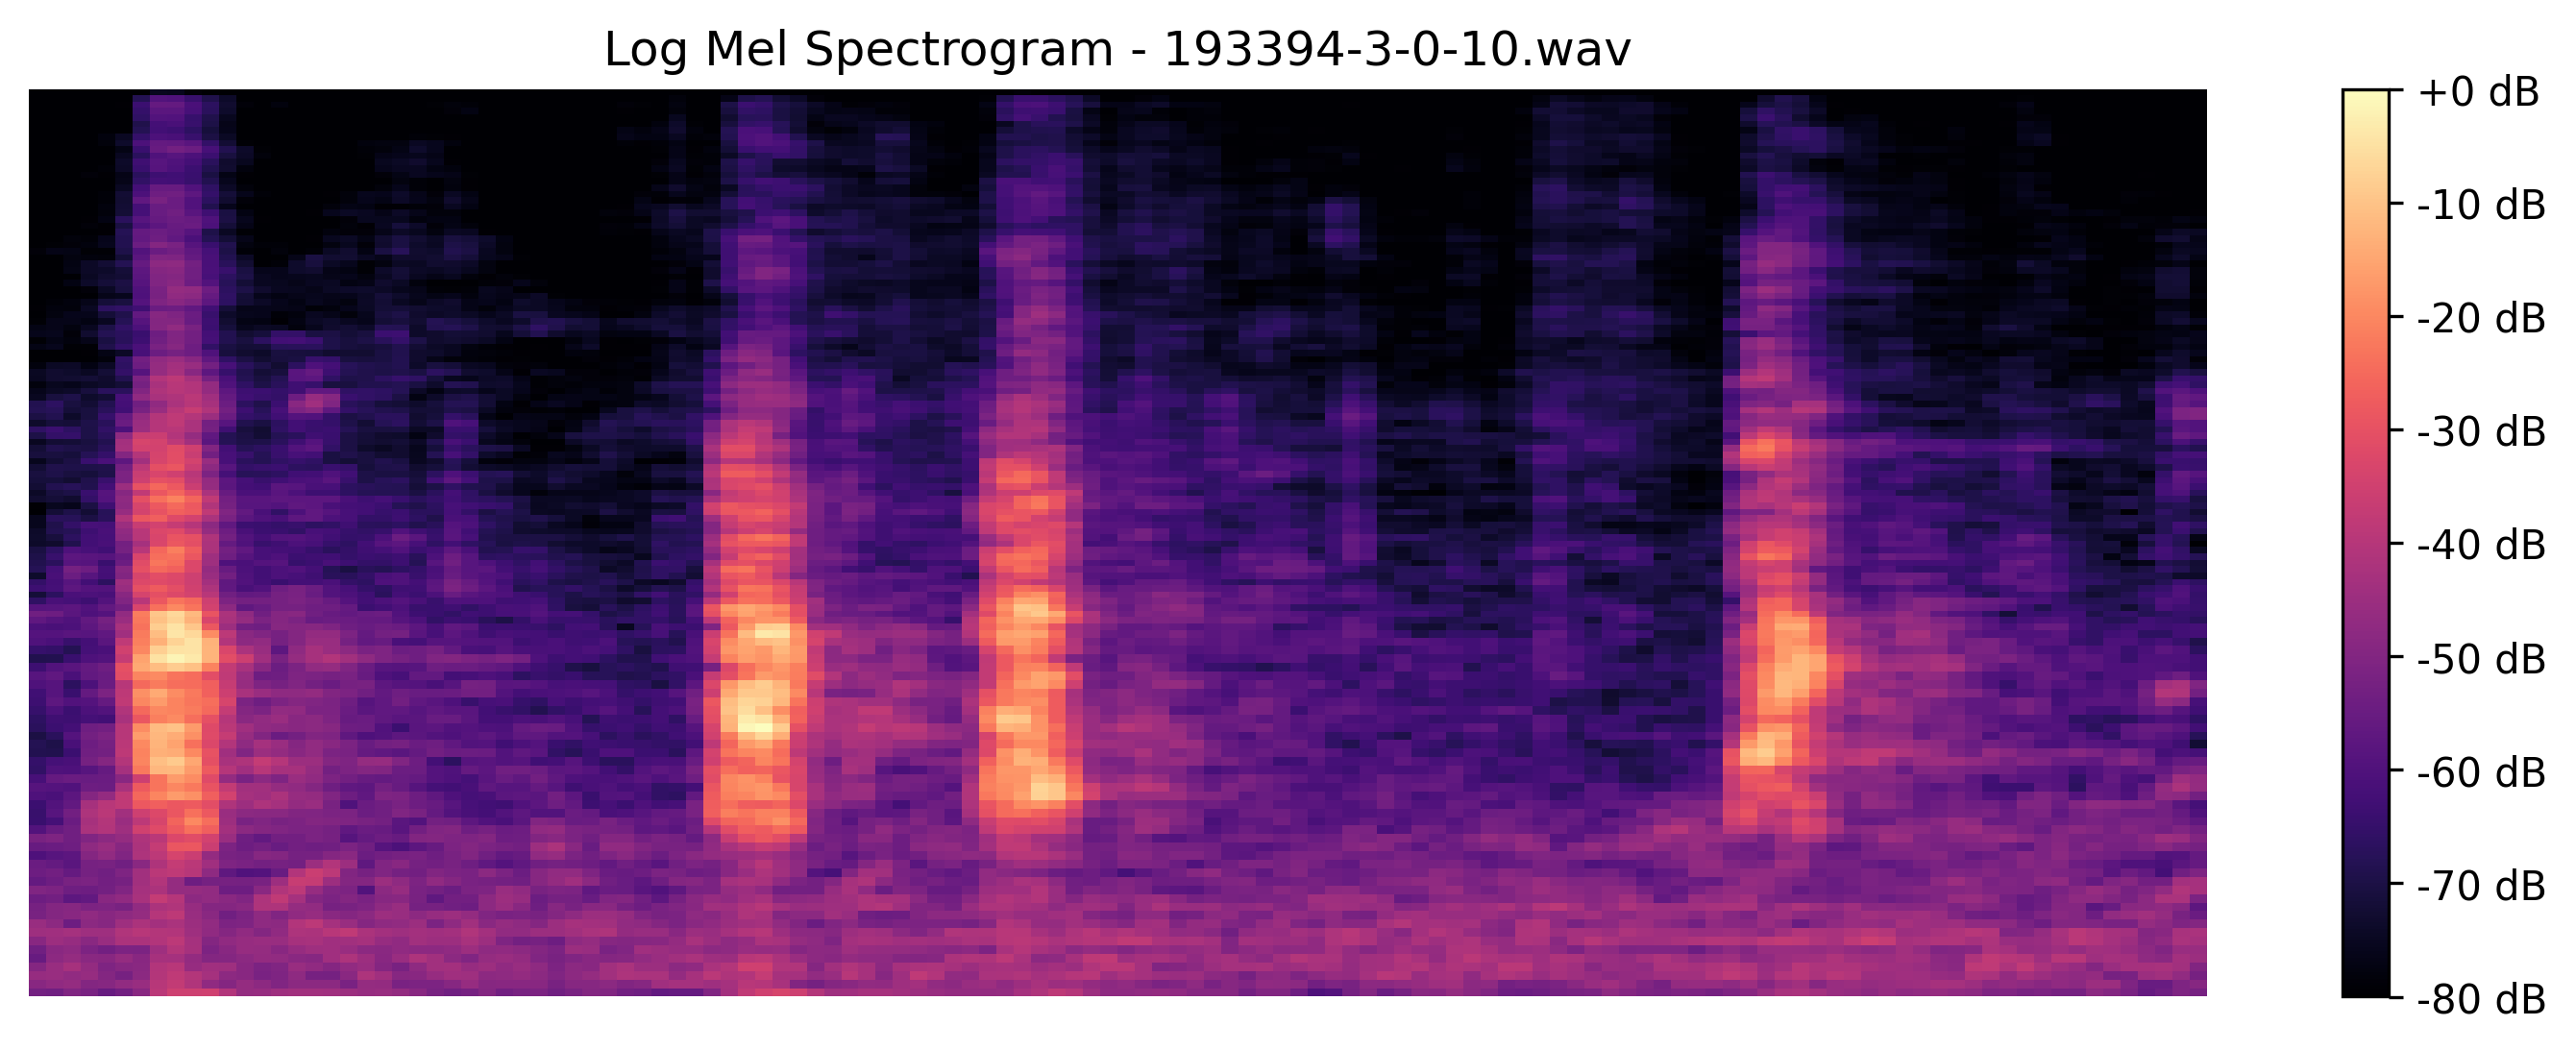 Log Mel Spectrogram - 193394-3-0-10.wav
+0 dB
-10 dB
-20 dB
-30 dB
-40 dB
-50 dB
-60 dB
-70 dB
-80 dB